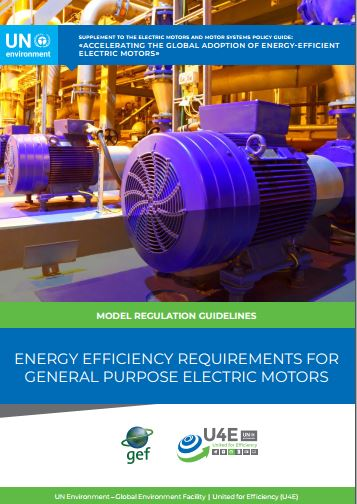 UN
environment
SUPPLEMENT TO THE ELECTRIC MOTORS AND MOTOR SYSTEMS POLICY GUIDE:
«ACCELERATING THE GLOBAL ADOPTION OF ENERGY-EFFICIENT
ELECTRIC MOTORS»
MODEL REGULATION GUIDELINES
ENERGY EFFICIENCY REQUIREMENTS FOR
GENERAL PURPOSE ELECTRIC MOTORS
gef
U4E
UN
United for Efficiency
UN Environment – Global Environment Facility | United for Efficiency (U4E)